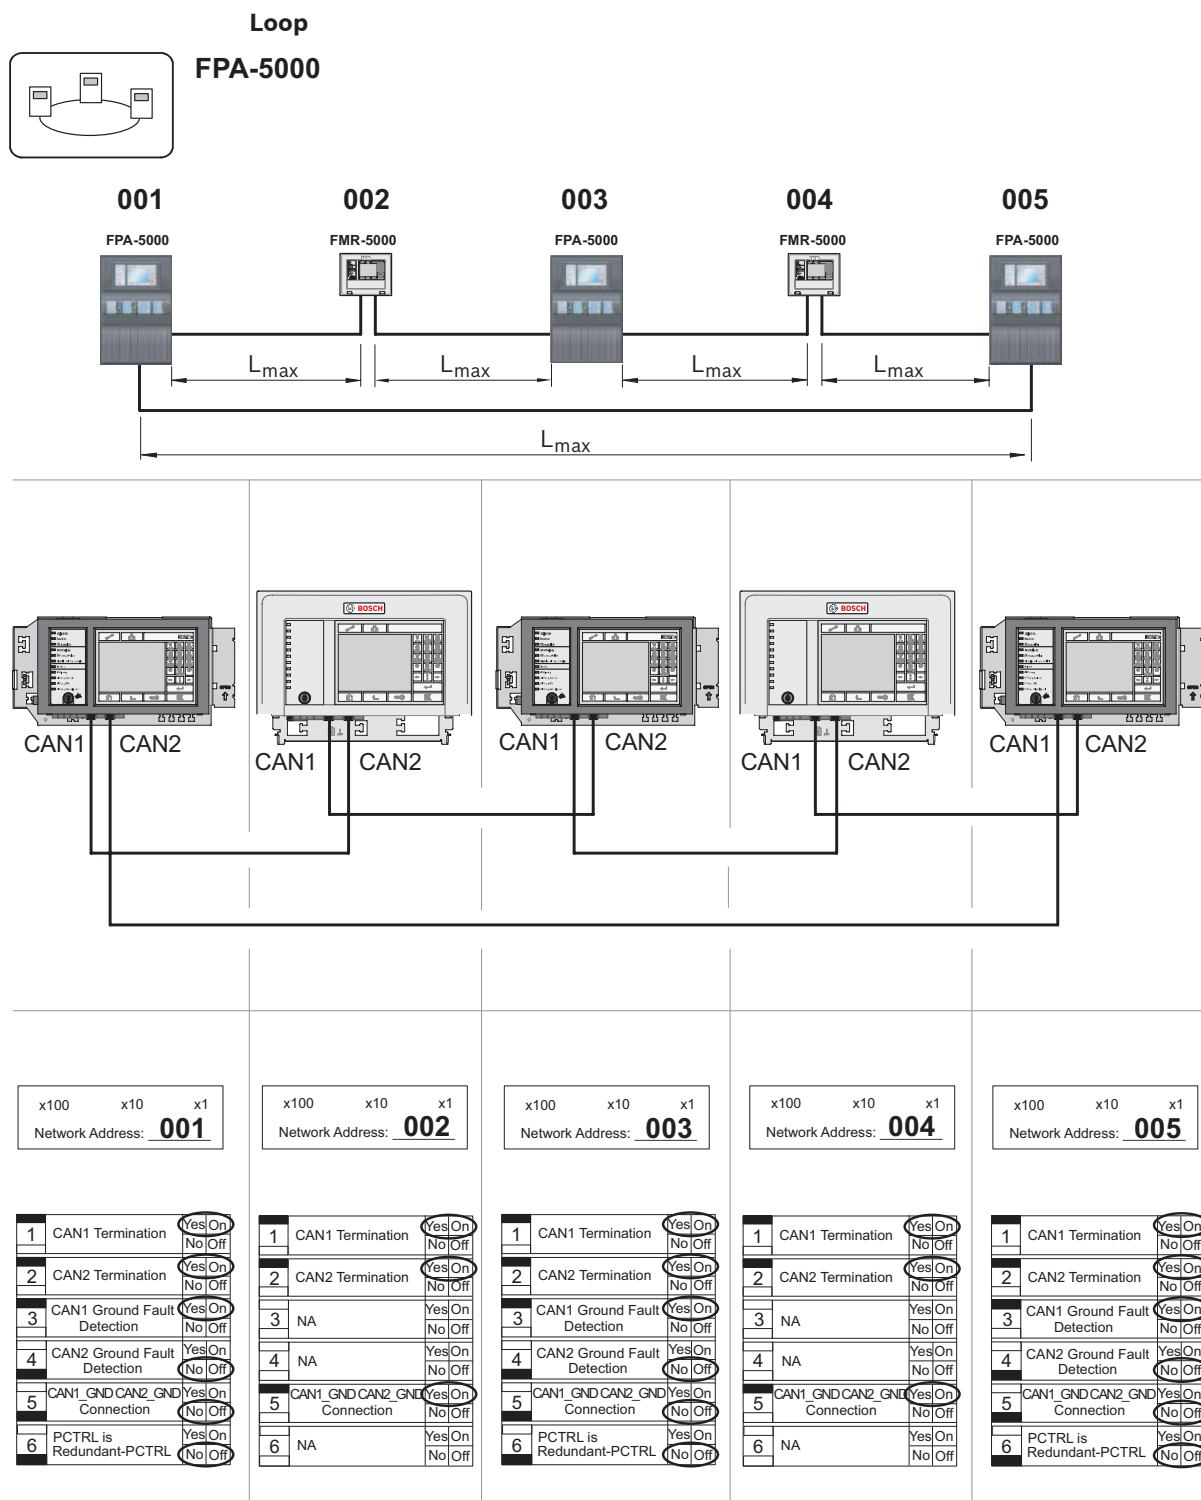 Loop
FPA-5000
001 002 003 004 005
FPA-5000 FMR-5000 FPA-5000 FMR-5000 FPA-5000
Lmax Lmax Lmax Lmax
Lmax
BOSCH BOSCH
CAN1 CAN2 CAN1 CAN2 CAN1 CAN2 CAN1 CAN2 CAN1 CAN2
x100 x10 x1
Network Address: 001
x100 x10 x1
Network Address: 002
x100 x10 x1
Network Address: 003
x100 x10 x1
Network Address: 004
x100 x10 x1
Network Address: 005
1 CAN1 Termination Yes On
No Off
2 CAN2 Termination Yes On
No Off
3 CAN1 Ground Fault Yes On
Detection No Off
4 CAN2 Ground Fault Yes On
Detection No Off
5 CAN1_GND CAN2_GND Yes On
Connection No Off
6 PCTRL is Yes On
Redundant-PCTRL No Off
1 CAN1 Termination Yes On
No Off
2 CAN2 Termination Yes On
No Off
3 NA Yes On
No Off
4 NA Yes On
No Off
5 CAN1_GND CAN2_GND Yes On
Connection No Off
6 NA Yes On
No Off
1 CAN1 Termination Yes On
No Off
2 CAN2 Termination Yes On
No Off
3 CAN1 Ground Fault Yes On
Detection No Off
4 CAN2 Ground Fault Yes On
Detection No Off
5 CAN1_GND CAN2_GND Yes On
Connection No Off
6 PCTRL is Yes On
Redundant-PCTRL No Off
1 CAN1 Termination Yes On
No Off
2 CAN2 Termination Yes On
No Off
3 NA Yes On
No Off
4 NA Yes On
No Off
5 CAN1_GND CAN2_GND Yes On
Connection No Off
6 NA Yes On
No Off
1 CAN1 Termination Yes On
No Off
2 CAN2 Termination Yes On
No Off
3 CAN1 Ground Fault Yes On
Detection No Off
4 CAN2 Ground Fault Yes On
Detection No Off
5 CAN1_GND CAN2_GND Yes On
Connection No Off
6 PCTRL is Yes On
Redundant-PCTRL No Off